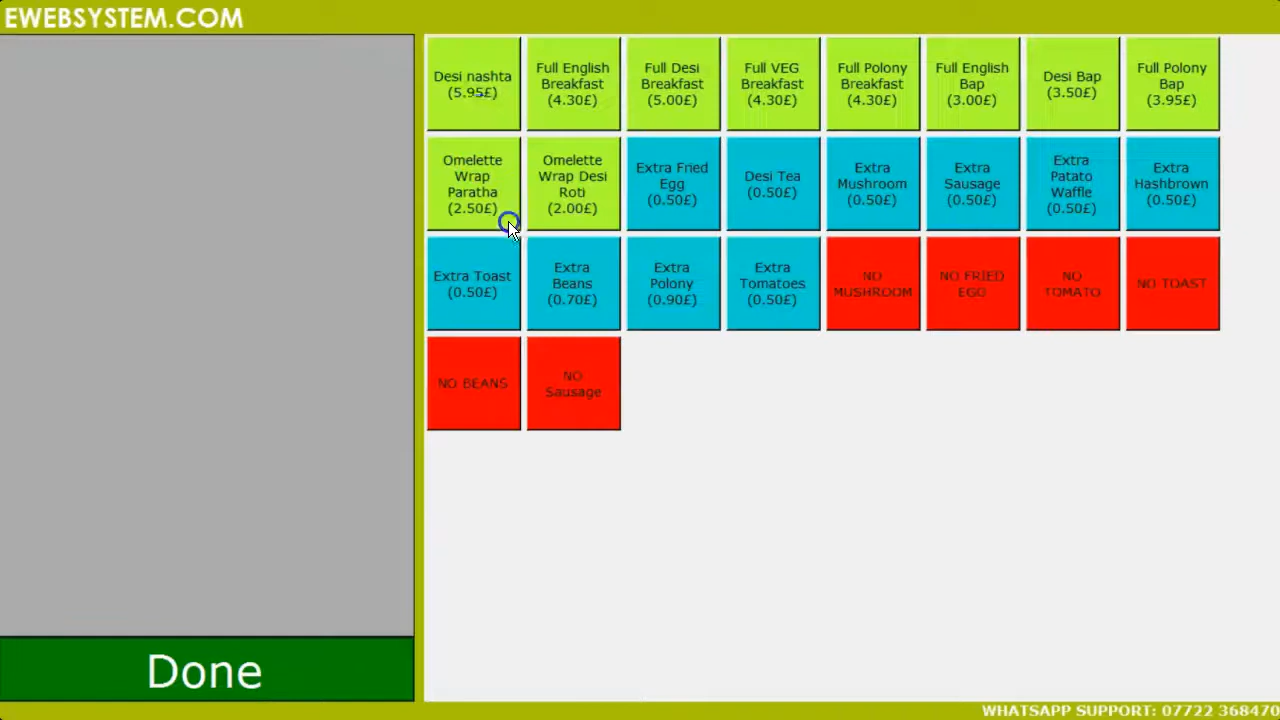 EWEBSYSTEM.COM
Desi nashta
(5.95£)
Full English
Breakfast
(4.30£)
Full Desi
Breakfast
(5.00£)
Full VEG
Breakfast
(4.30£)
Full Polony
Breakfast
(4.30£)
Full English
Bap
(3.00£)
Desi Bap
(3.50£)
Full Polony
Bap
(3.95£)
Omelette
Wrap
Paratha
(2.50£)
Omelette
Wrap Desi
Roti
(2.00£)
Extra Fried
Egg
(0.50£)
Desi Tea
(0.50£)
Extra
Mushroom
(0.50£)
Extra
Sausage
(0.50£)
Extra
Patato
Waffle
(0.50£)
Extra
Hashbrown
(0.50£)
Extra Toast
(0.50£)
Extra
Beans
(0.70£)
Extra
Polony
(0.90£)
Extra
Tomatoes
(0.50£)
NO
MUSHROOM
NO FRIED
EGG
NO
TOMATO
NO TOAST
NO BEANS
NO
Sausage
Done
WHATSAPP SUPPORT: 07722 368470